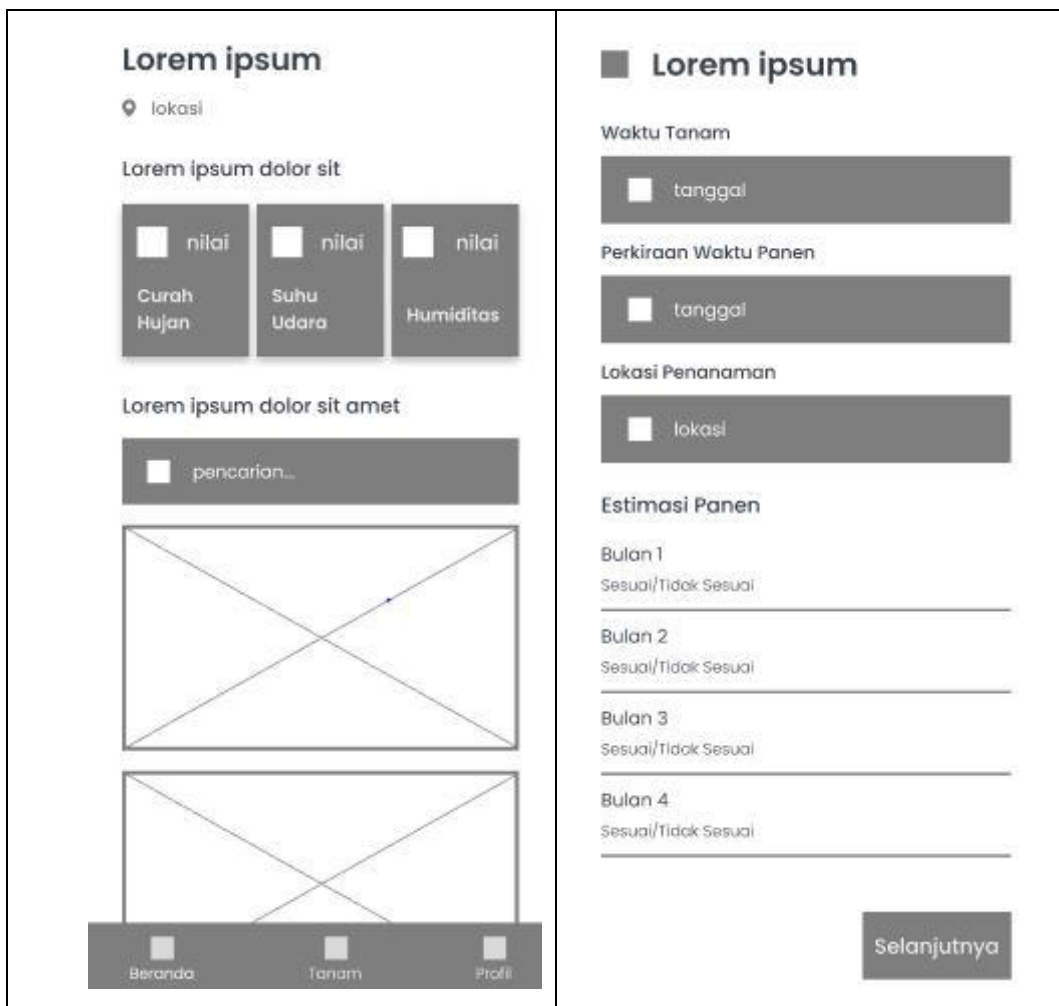 Lorem ipsum
lokasi
Lorem ipsum dolor sit
nilai
Curah
Hujan
nilai
Suhu
Udara
nilai
Humiditas
Lorem ipsum dolor sit amet
pencarian...
Beranda
Tanam
Profil
Lorem ipsum
Waktu Tanam
tanggal
Perkiraan Waktu Panen
tanggal
Lokasi Penanaman
lokasi
Estimasi Panen
Bulan 1
Sesuai/Tidak Sesuai
Bulan 2
Sesuai/Tidak Sesuai
Bulan 3
Sesuai/Tidak Sesuai
Bulan 4
Sesuai/Tidak Sesuai
Selanjutnya